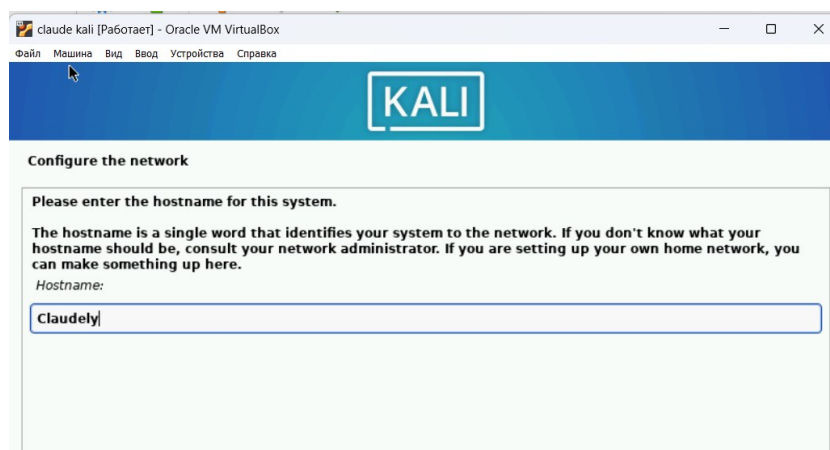 claude kali [Работает] - Oracle VM VirtualBox
Файл Машина Вид Ввод Устройства Справка
KALI
Configure the network
Please enter the hostname for this system.
The hostname is a single word that identifies your system to the network. If you don't know what your
hostname should be, consult your network administrator. If you are setting up your own home network, you
can make something up here.
Hostname:
Claudely